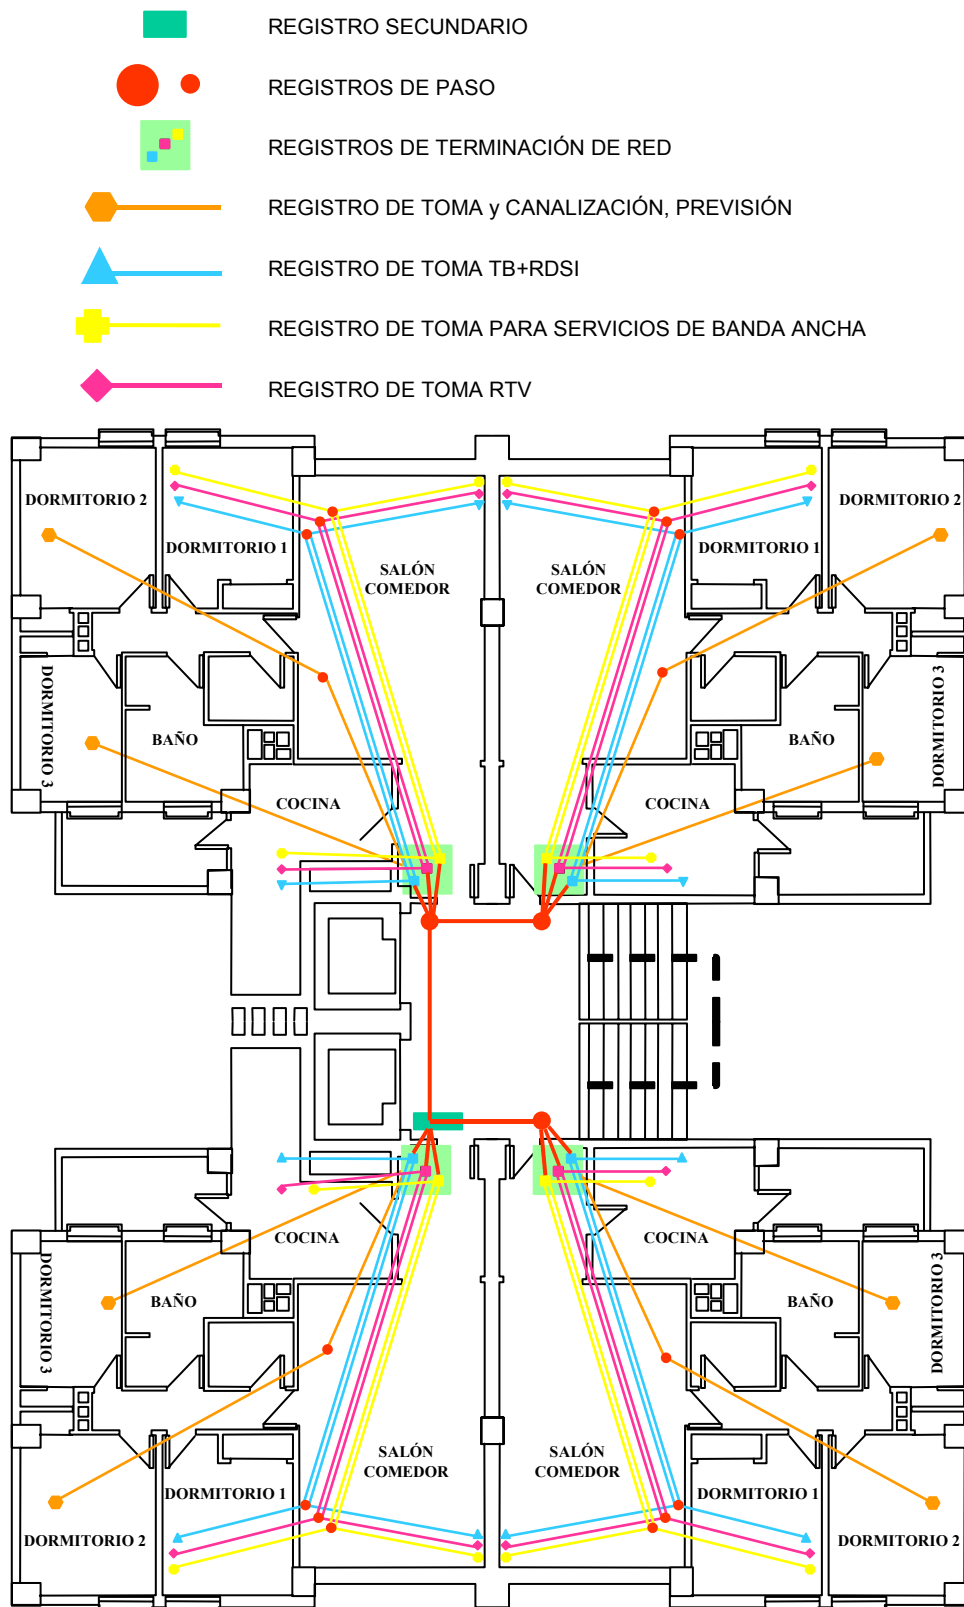 REGISTRO SECUNDARIO
REGISTROS DE PASO
REGISTROS DE TERMINACIÓN DE RED
REGISTRO DE TOMA y CANALIZACIÓN, PREVISIÓN
REGISTRO DE TOMA TB+RDSI
REGISTRO DE TOMA PARA SERVICIOS DE BANDA ANCHA
REGISTRO DE TOMA RTV
DORMITORIO 2
DORMITORIO 1
SALÓN
COMEDOR
SALÓN
COMEDOR
DORMITORIO 1
DORMITORIO 2
DORMITORIO 3
BAÑO
COCINA
COCINA
BAÑO
DORMITORIO 3
DORMITORIO 3
BAÑO
COCINA
COCINA
BAÑO
DORMITORIO 3
DORMITORIO 2
DORMITORIO 1
SALÓN
COMEDOR
SALÓN
COMEDOR
DORMITORIO 1
DORMITORIO 2